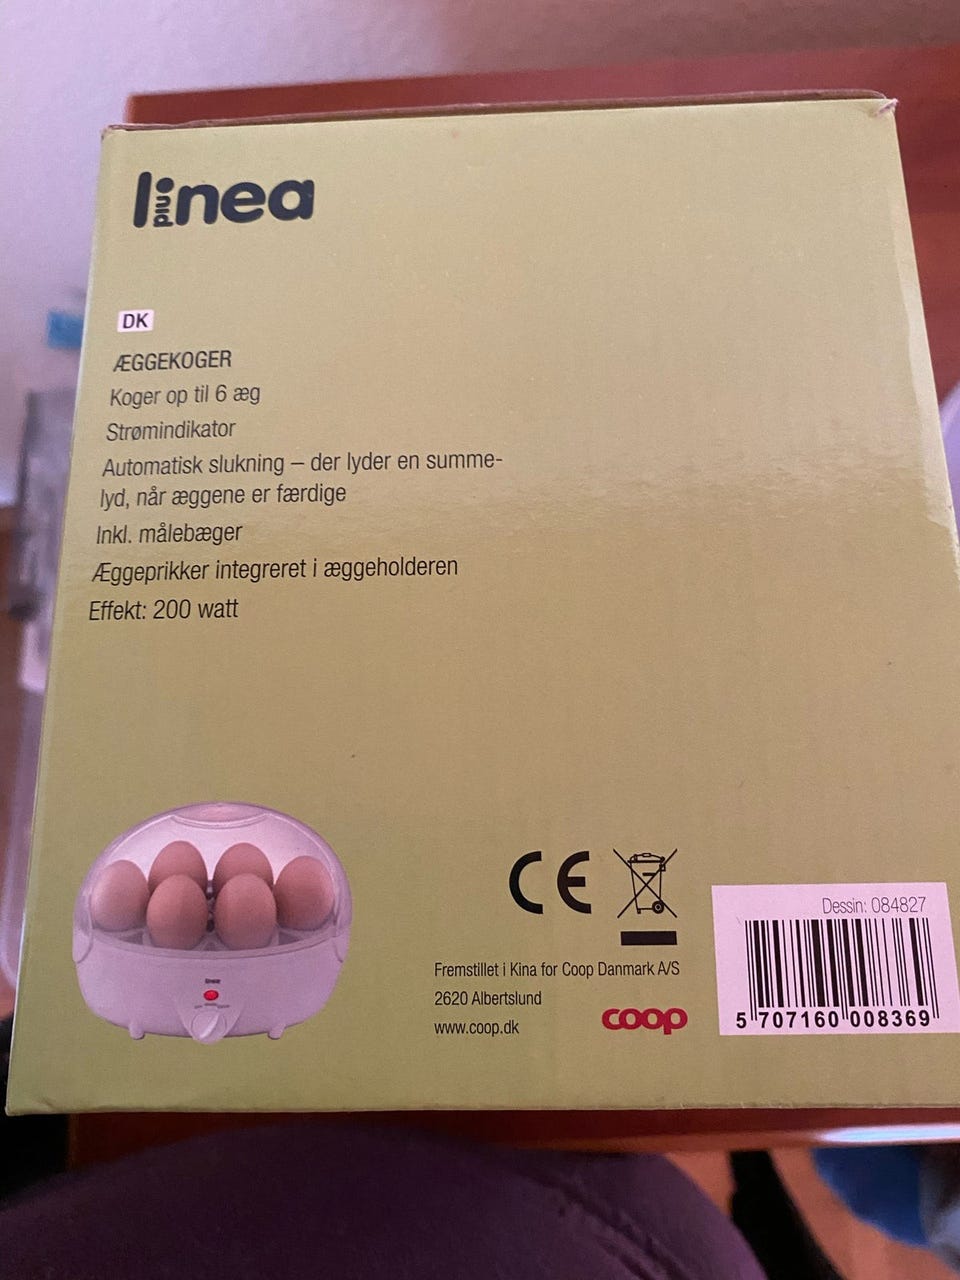 linea
piu
DK
ÆGGEKOGER
Koger op til 6 æg
Strømindikator
Automatisk slukning – der lyder en summe-
lyd, når æggene er færdige
Inkl. målebæger
Æggeprikker integreret i æggeholderen
Effekt: 200 watt
linea
CE
Fremstillet i Kina for Coop Danmark A/S
2620 Albertslund
www.coop.dk
coop
Dessin: 084827
5 707160 008369